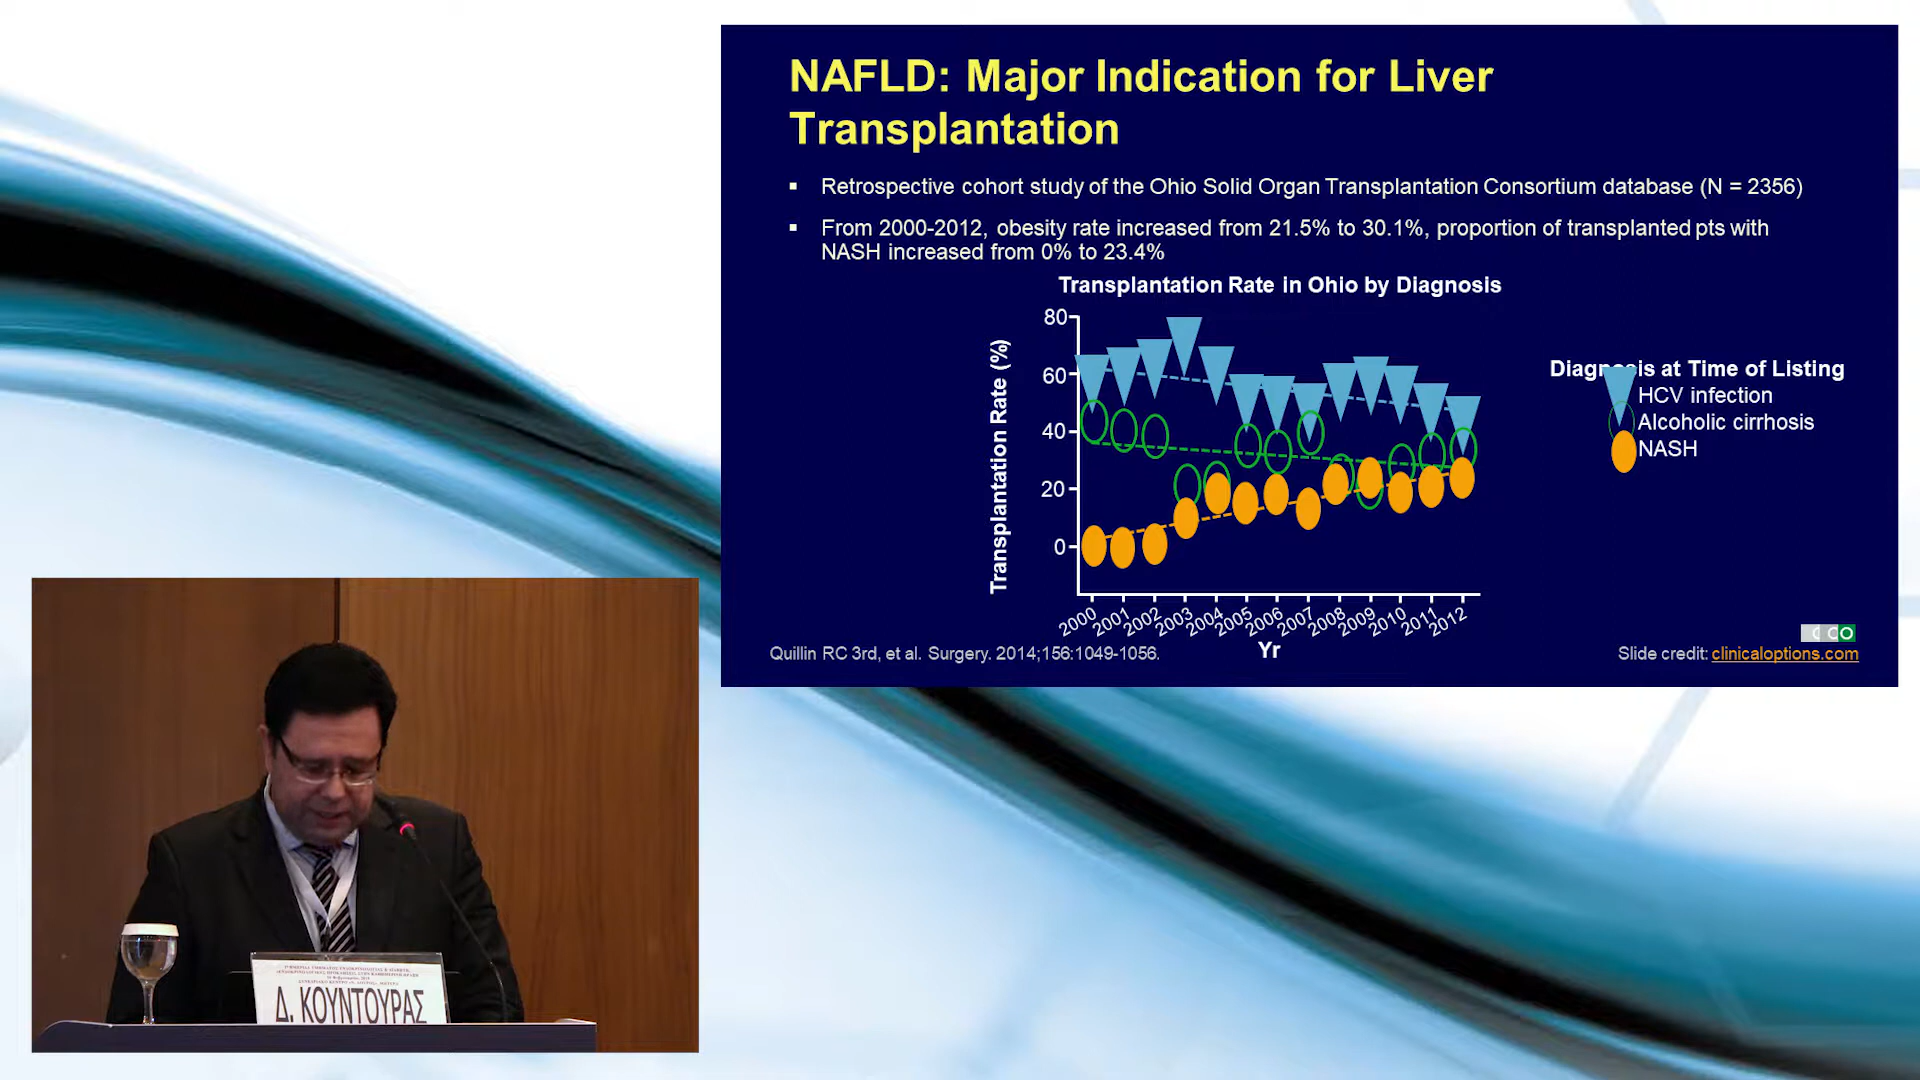 NAFLD: Major Indication for Liver
Transplantation
▪ Retrospective cohort study of the Ohio Solid Organ Transplantation Consortium database (N = 2356)
▪ From 2000-2012, obesity rate increased from 21.5% to 30.1%, proportion of transplanted pts with
NASH increased from 0% to 23.4%
Transplantation Rate in Ohio by Diagnosis
Transplantation Rate (%)
80
60
40
20
0
2000 2001 2002 2003 2004 2005 2006 2007 2008 2009 2010 2011 2012
Yr
Diagnosis at Time of Listing
HCV infection
Alcoholic cirrhosis
NASH
CCO
Quillin RC 3rd, et al. Surgery. 2014;156:1049-1056.
Slide credit: clinicaloptions.com
Δ. ΚΟΥΝΤΟΥΡΑΣ